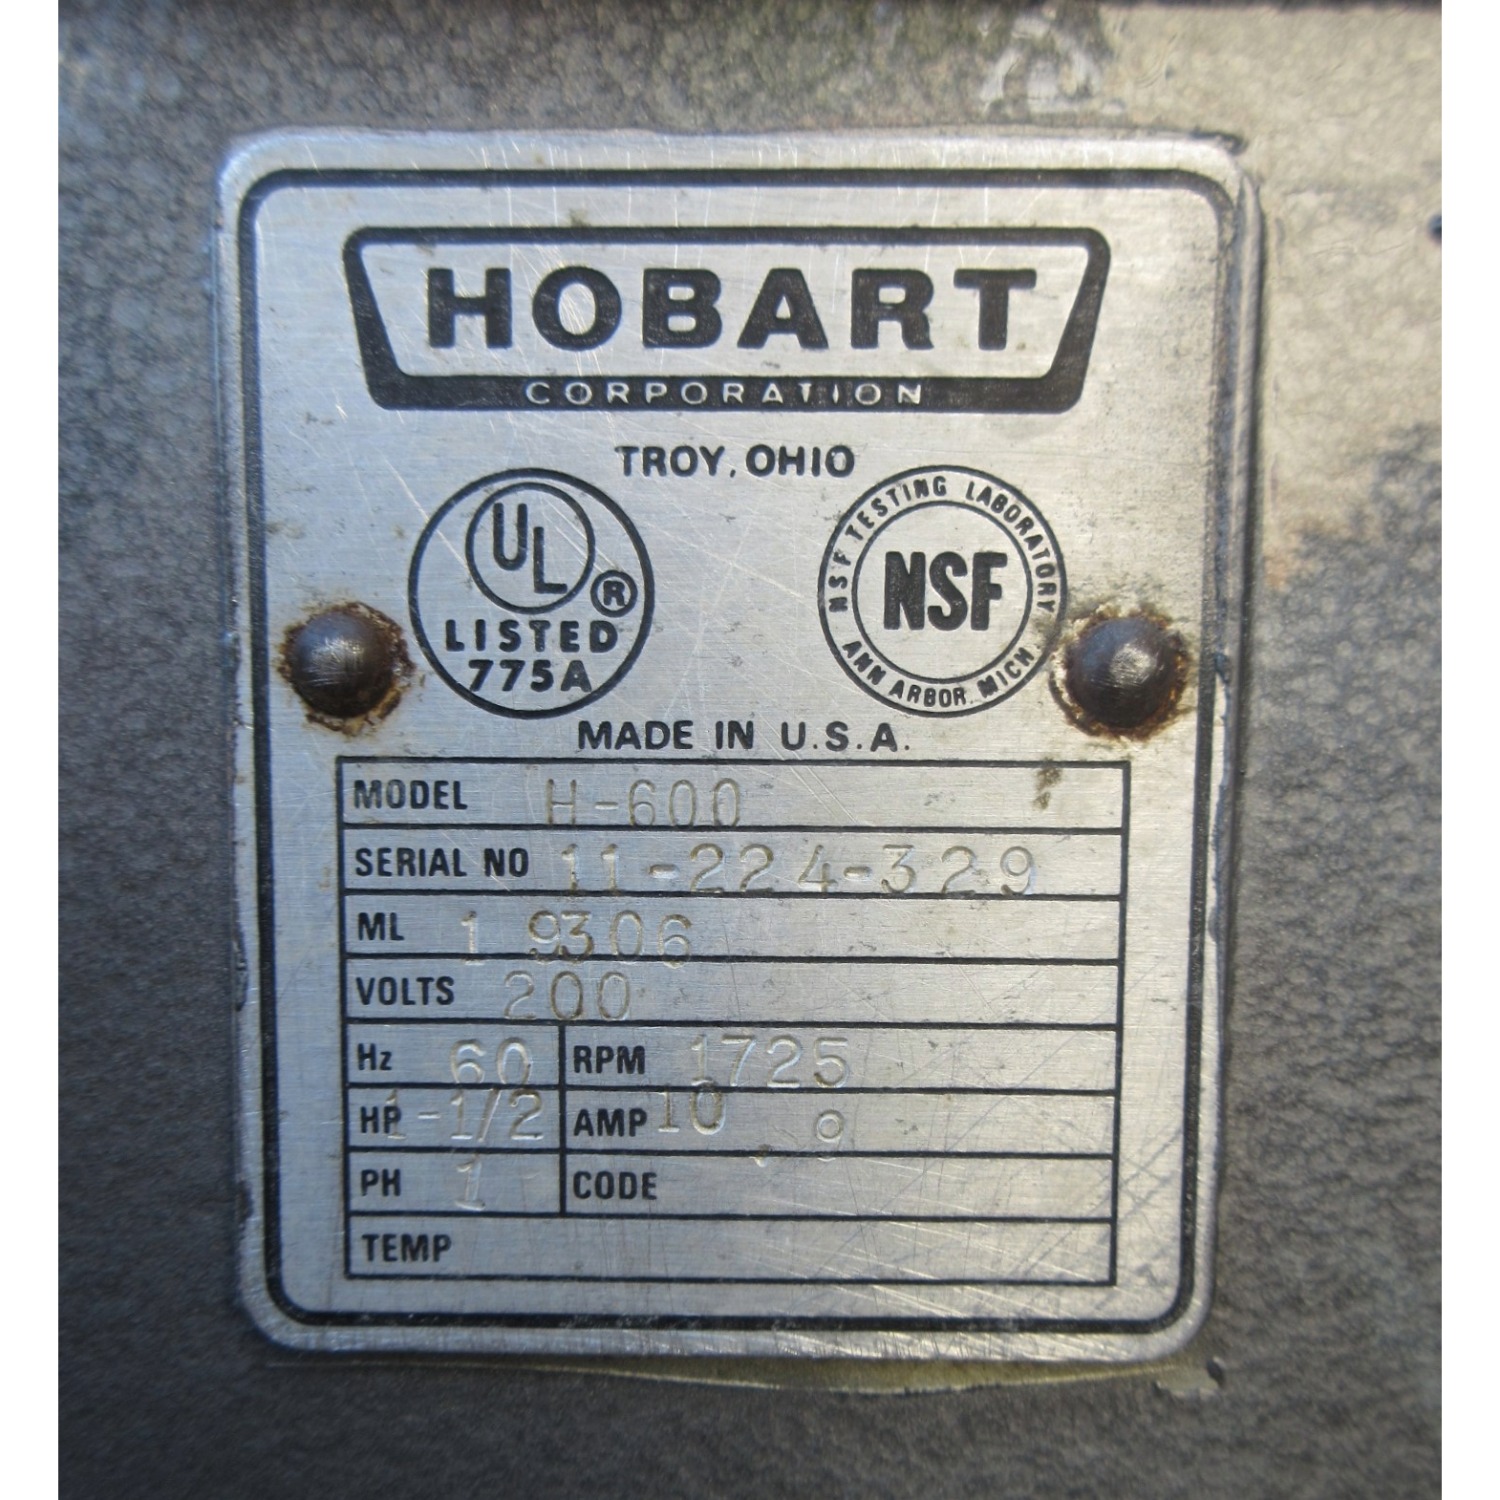 HOBART
CORPORATION
TROY, OHIO
UL ®
LISTED
775A
NSF TESTING LABORATORY
NSF
ANN ARBOR, MICH.
MADE IN U.S.A.
MODEL H-600
SERIAL NO 11-224-329
ML 19306
VOLTS 200
Hz 60 RPM 1725
HP 1-1/2 AMP 10 9
PH 1 CODE
TEMP